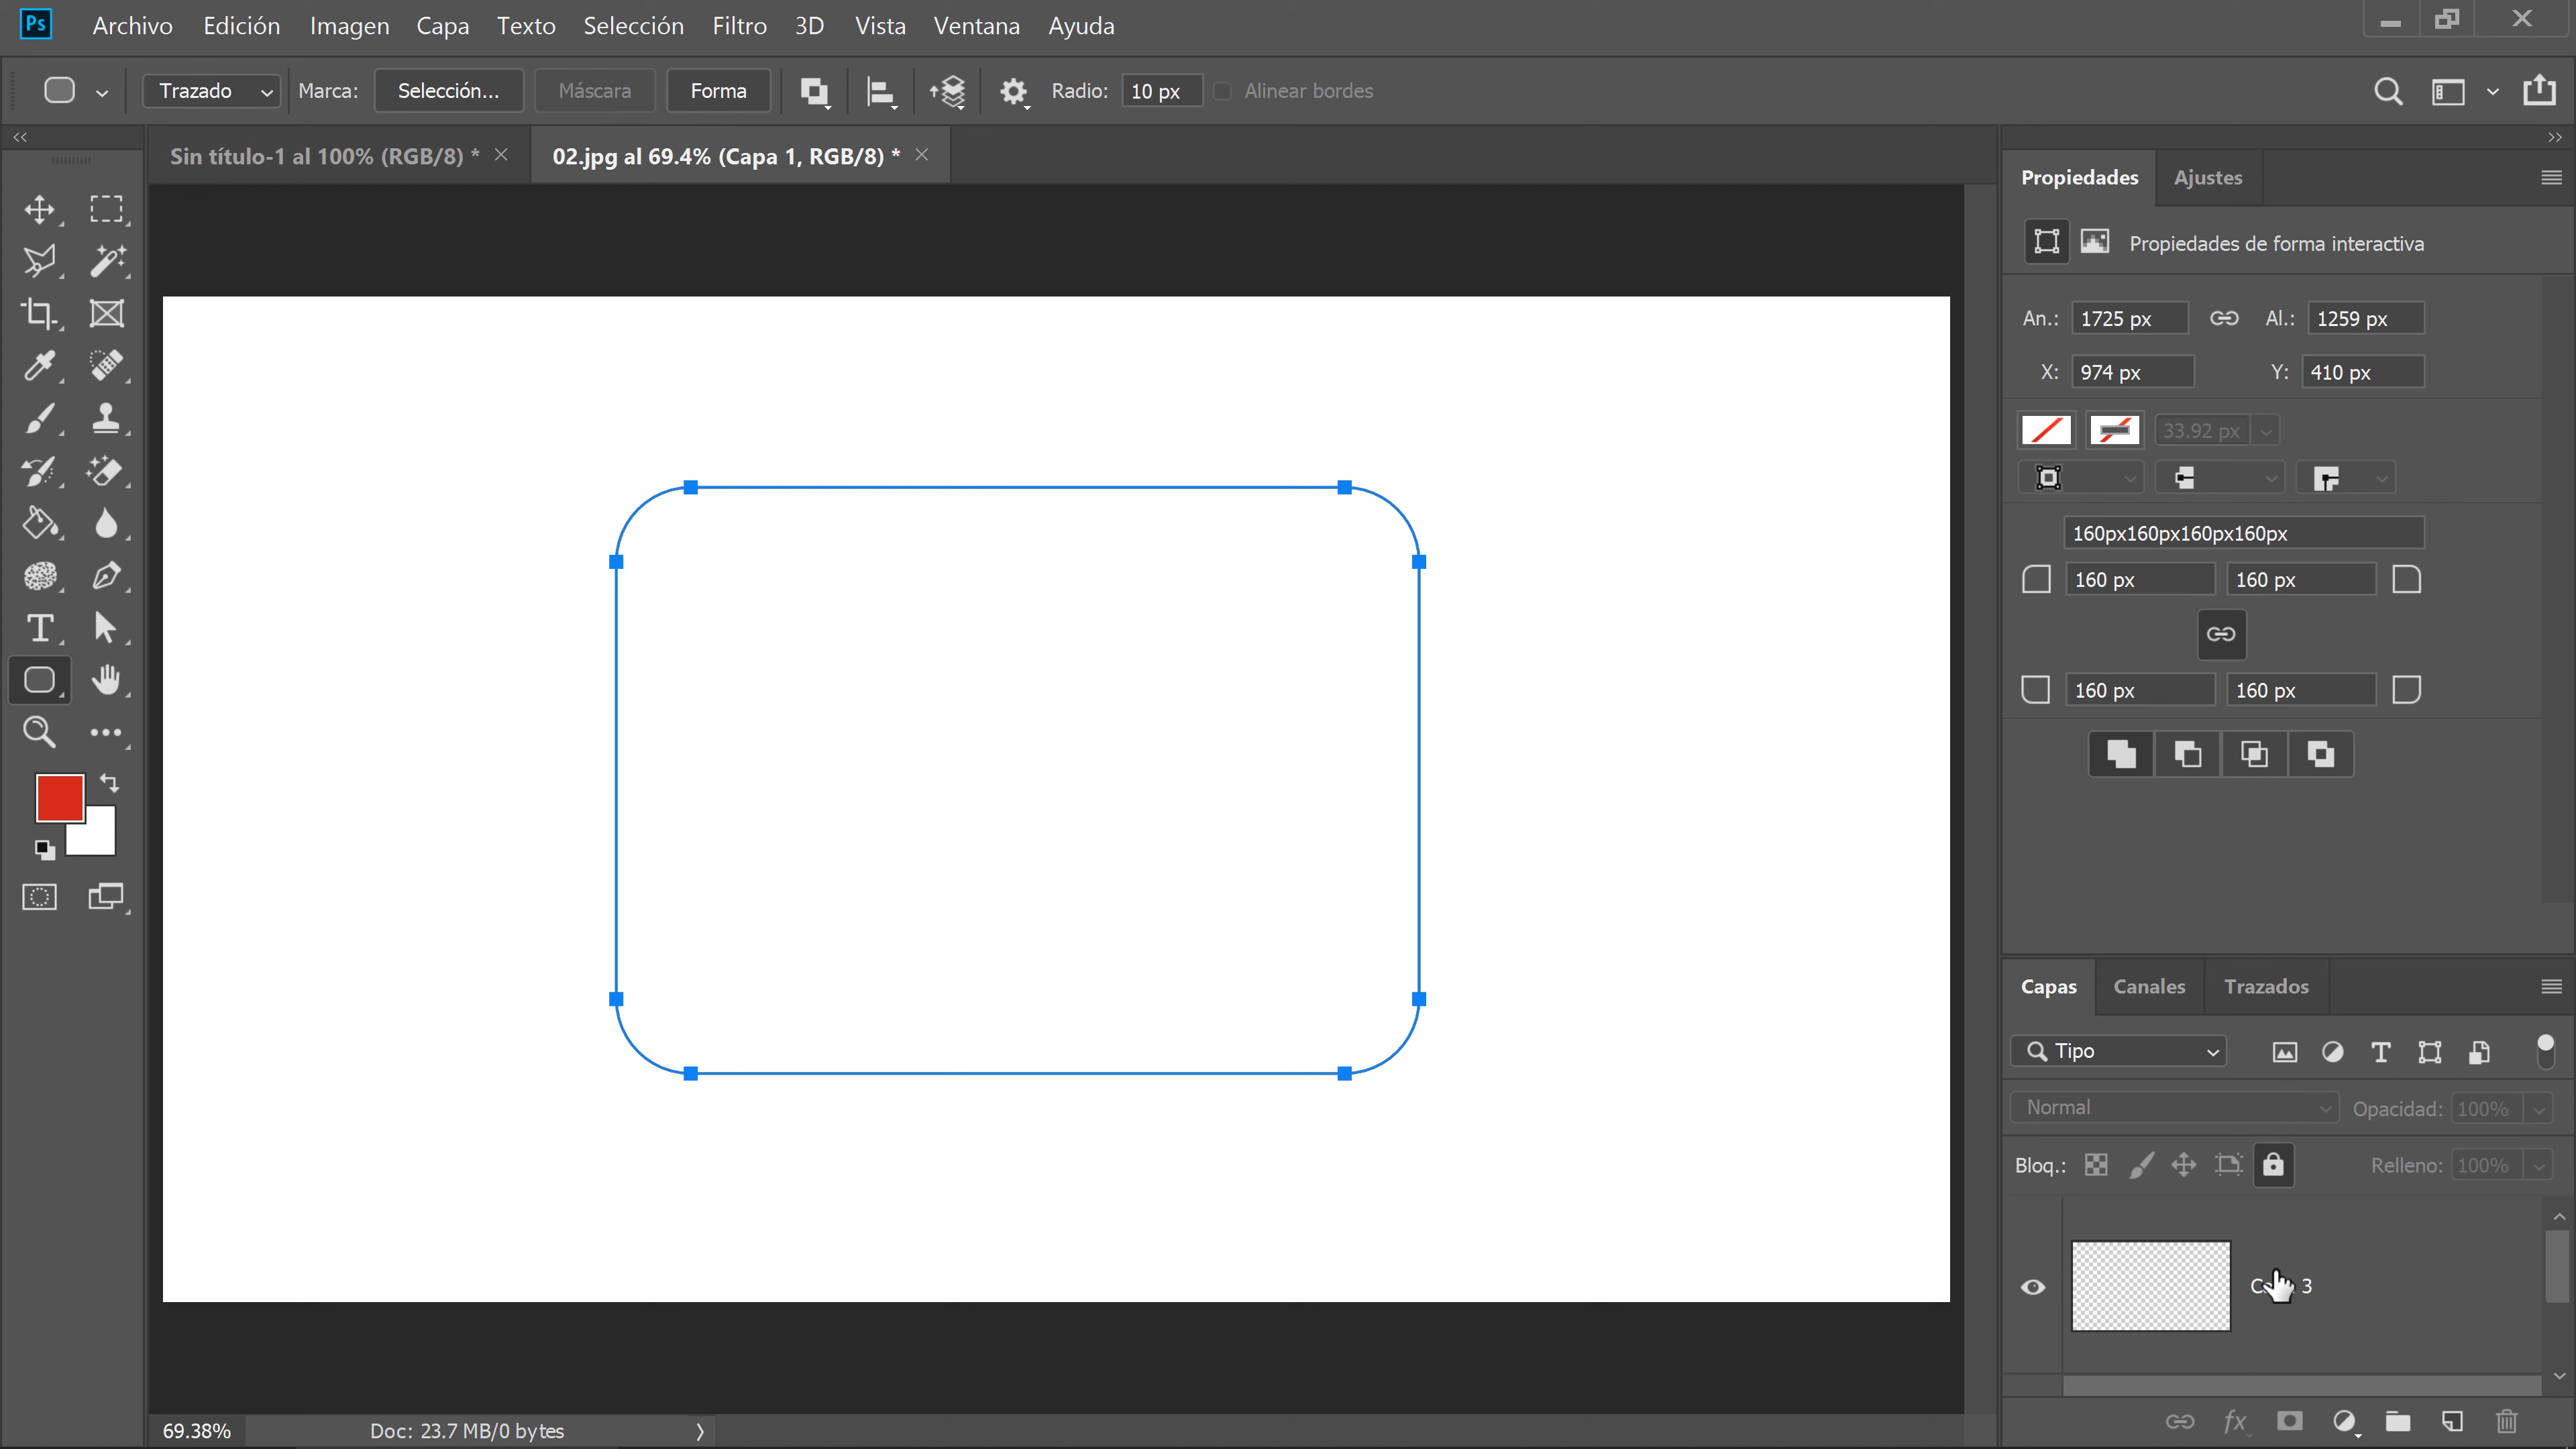 Ps Archivo Edición Imagen Capa Texto Selección Filtro 3D Vista Ventana Ayuda
Trazado Marca: Selección... Máscara Forma Radio: 10 px Alinear bordes
Sin título-1 al 100% (RGB/8) * 02.jpg al 69.4% (Capa 1, RGB/8) *
Propiedades Ajustes
Propiedades de forma interactiva
An.: 1725 px Al.: 1259 px
X: 974 px Y: 410 px
33.92 px
160px160px160px160px
160 px 160 px
160 px 160 px
Capas Canales Trazados
Tipo
Normal Opacidad: 100%
Bloq.: Relleno: 100%
3
69.38% Doc: 23.7 MB/0 bytes
fx